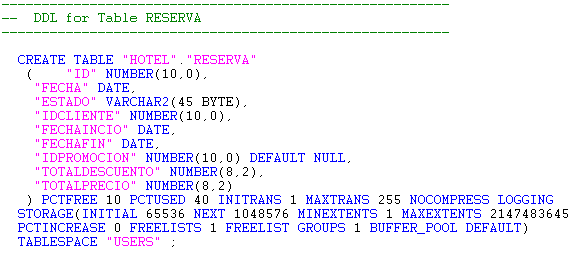 --------------------------------------------------------
--  DDL for Table RESERVA
--------------------------------------------------------

CREATE TABLE "HOTEL"."RESERVA"
( "ID" NUMBER(10,0),
"FECHA" DATE,
"ESTADO" VARCHAR2(45 BYTE),
"IDCLIENTE" NUMBER(10,0),
"FECHAINCIO" DATE,
"FECHAFIN" DATE,
"IDPROMOCION" NUMBER(10,0) DEFAULT NULL,
"TOTALDESCUENTO" NUMBER(8,2),
"TOTALPRECIO" NUMBER(8,2)
) PCTFREE 10 PCTUSED 40 INITRANS 1 MAXTRANS 255 NOCOMPRESS LOGGING
STORAGE(INITIAL 65536 NEXT 1048576 MINEXTENTS 1 MAXEXTENTS 2147483645
PCTINCREASE 0 FREELISTS 1 FREELIST GROUPS 1 BUFFER_POOL DEFAULT)
TABLESPACE "USERS" ;